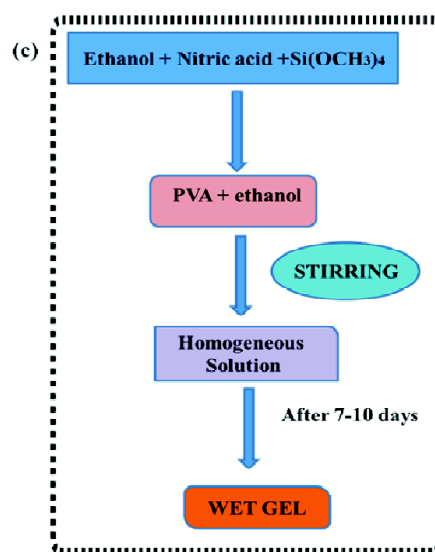 (c)
Ethanol + Nitric acid +Si(OCH₃)₄
PVA + ethanol
STIRRING
Homogeneous
Solution
After 7-10 days
WET GEL